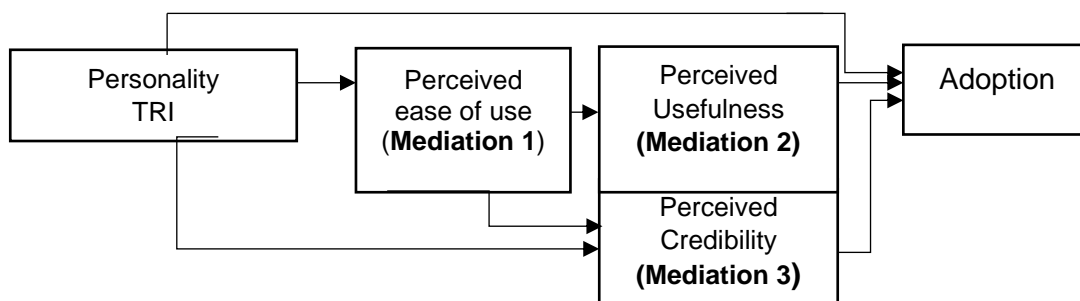 Personality
TRI
Perceived
ease of use
(Mediation 1)
Perceived
Usefulness
(Mediation 2)
Perceived
Credibility
(Mediation 3)
Adoption